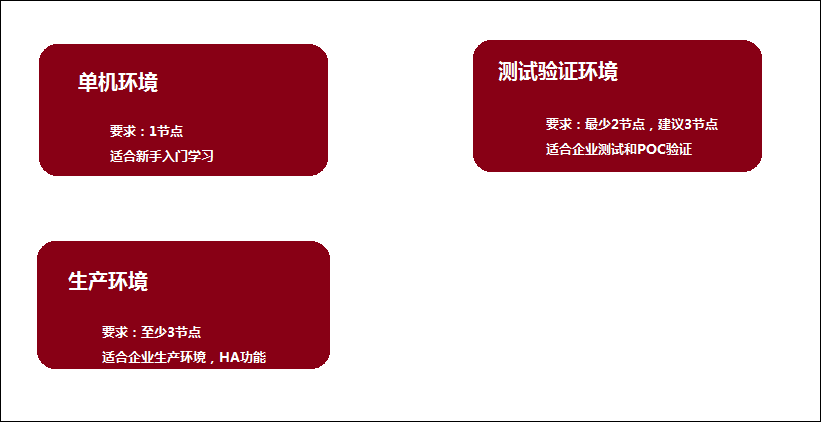 单机环境
要求：1节点
适合新手入门学习
测试验证环境
要求：最少2节点，建议3节点
适合企业测试和POC验证
生产环境
要求：至少3节点
适合企业生产环境，HA功能